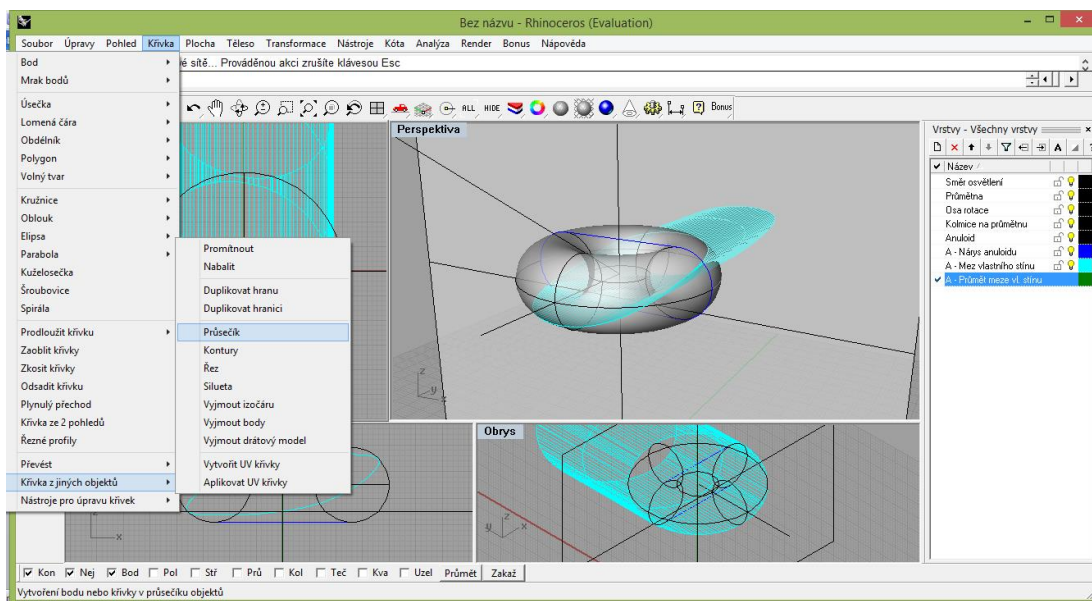 Bez názvu - Rhinoceros (Evaluation)
Soubor Úpravy Pohled Křivka Plocha Těleso Transformace Nástroje Kóta Analýza Render Bonus Nápověda
é sítě... Prováděnou akci zrušíte klávesou Esc
Bod
Mrak bodů
Úsečka
Lomená čára
Obdélník
Polygon
Volný tvar
Kružnice
Oblouk
Elipsa
Parabola
Kuželosečka
Šroubovice
Spirála
Prodloužit křivku
Zaoblit křivky
Zkosit křivky
Odsadit křivku
Plynulý přechod
Křivka ze 2 pohledů
Řezné profily
Převést
Křivka z jiných objektů
Nástroje pro úpravu křivek
Promítnout
Nabalit
Duplikovat hranu
Duplikovat hranici
Průsečík
Kontury
Řez
Silueta
Vyjmout izočáru
Vyjmout body
Vyjmout drátový model
Vytvořit UV křivky
Aplikovat UV křivky
ALL HIDE Bonus
Perspektiva
z
y
Obrys
z
y x
x
Vrstvy - Všechny vrstvy
Název
Směr osvětlení
Průmětna
Osa rotace
Kolmice na průmětnu
Anuloid
A - Nárys anuloidu
A - Mez vlastního stínu
A - Průmět meze vl. stínu
Kon Nej Bod Pol Stř Prů Kol Teč Kva Uzel Průmět Zakaž
Vytvoření bodu nebo křivky v průsečíku objektů